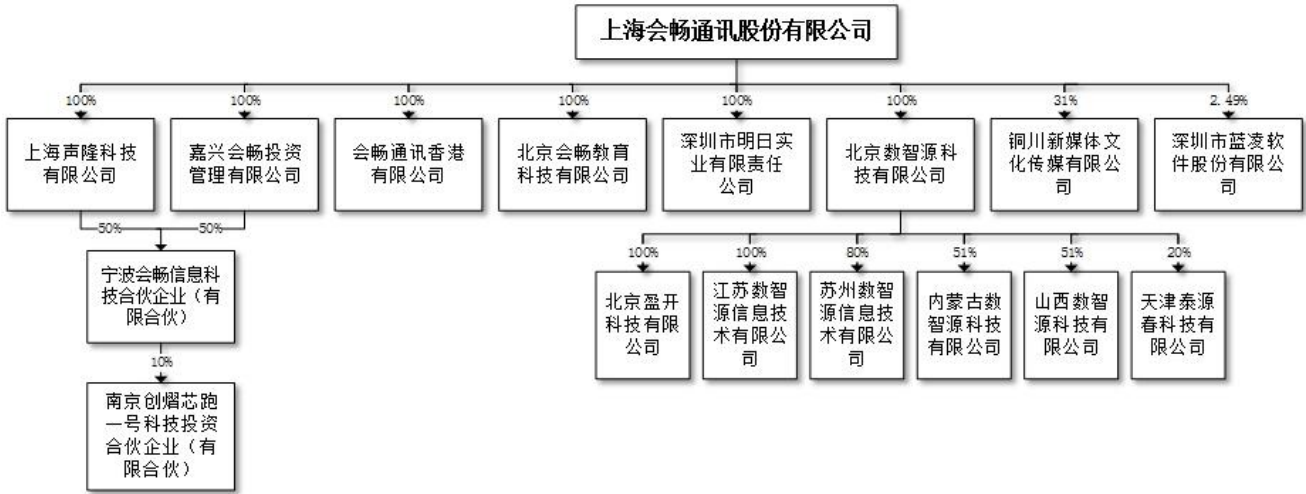 上海会畅通讯股份有限公司
100%
100%
100%
100%
100%
100%
31%
2.49%
上海声隆科技
有限公司
嘉兴会畅投资
管理有限公司
会畅通讯香港
有限公司
北京会畅教育
科技有限公司
深圳市明日实
业有限责任
公司
北京数智源科
技有限公司
铜川新媒体文
化传媒有限公
司
深圳市蓝凌软
件股份有限公
司
50%
50%
宁波会畅信息科
技合伙企业（有
限合伙）
100%
100%
80%
51%
51%
20%
北京盈开
科技有限
公司
江苏数智
源信息技
术有限公
司
苏州数智
源信息技
术有限公
司
内蒙古数
智源科技
有限公司
山西数智
源科技有
限公司
天津泰源
春科技有
限公司
10%
南京创熠芯跑
一号科技投资
合伙企业（有
限合伙）